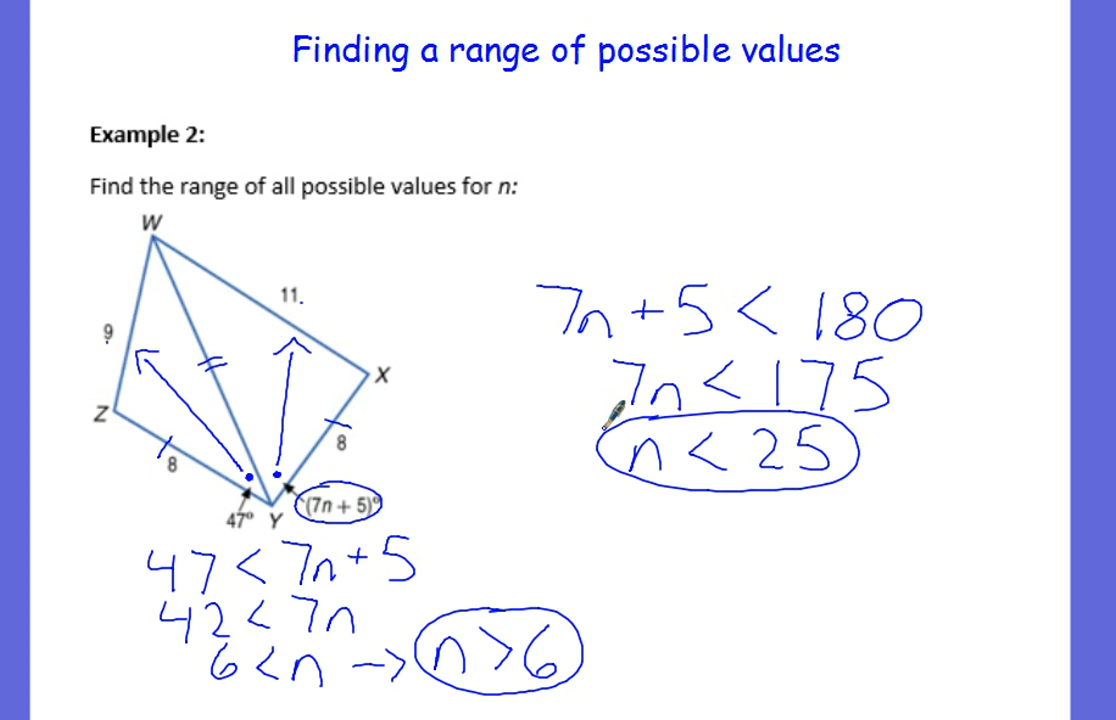 Finding a range of possible values
Example 2:
Find the range of all possible values for n:
W
11.
9
X
Z
8
8
47° Y (7n + 5)°
7n + 5 < 180
7n < 175
n < 25
47 < 7n + 5
42 < 7n
6 < n → n > 6